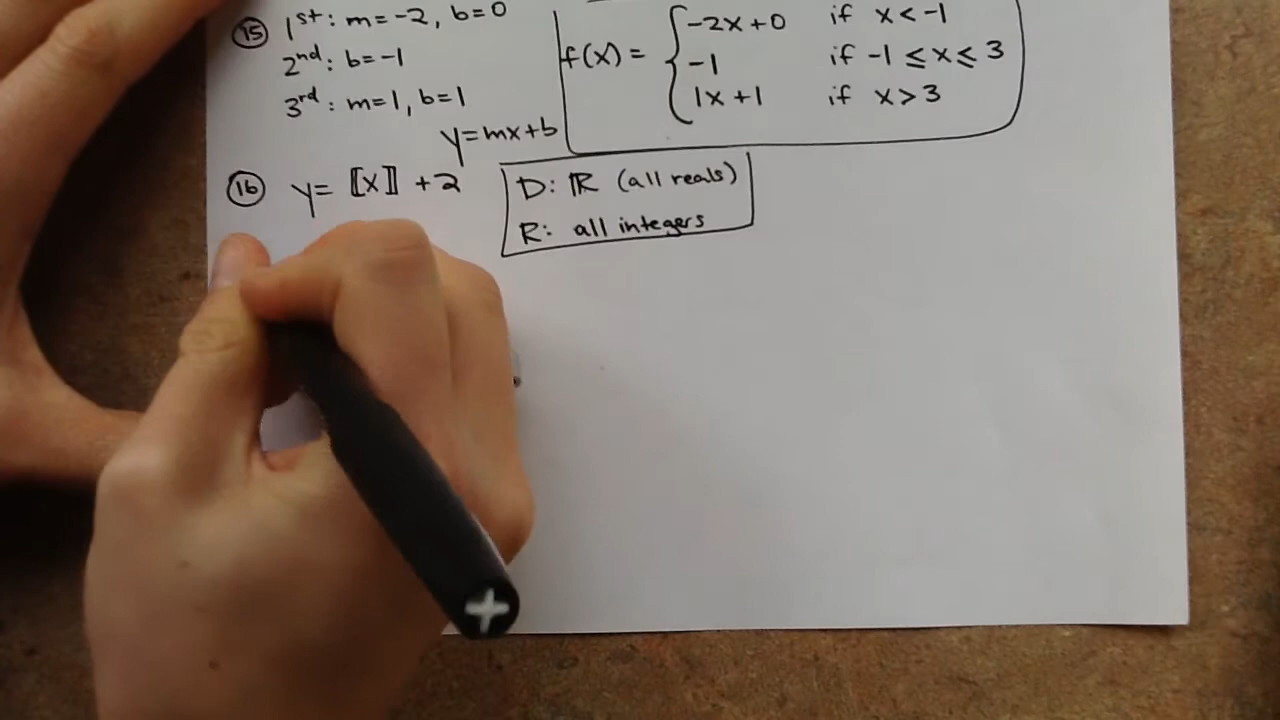 15 1st: m=-2, b=0
2nd: b=-1
3rd: m=1, b=1
y=mx+b
f(x) = { -2x+0 if x<-1
-1 if -1≤x≤3
1x+1 if x>3
16 y= ⟦x⟧ +2
D: ℝ (all reals)
R: all integers